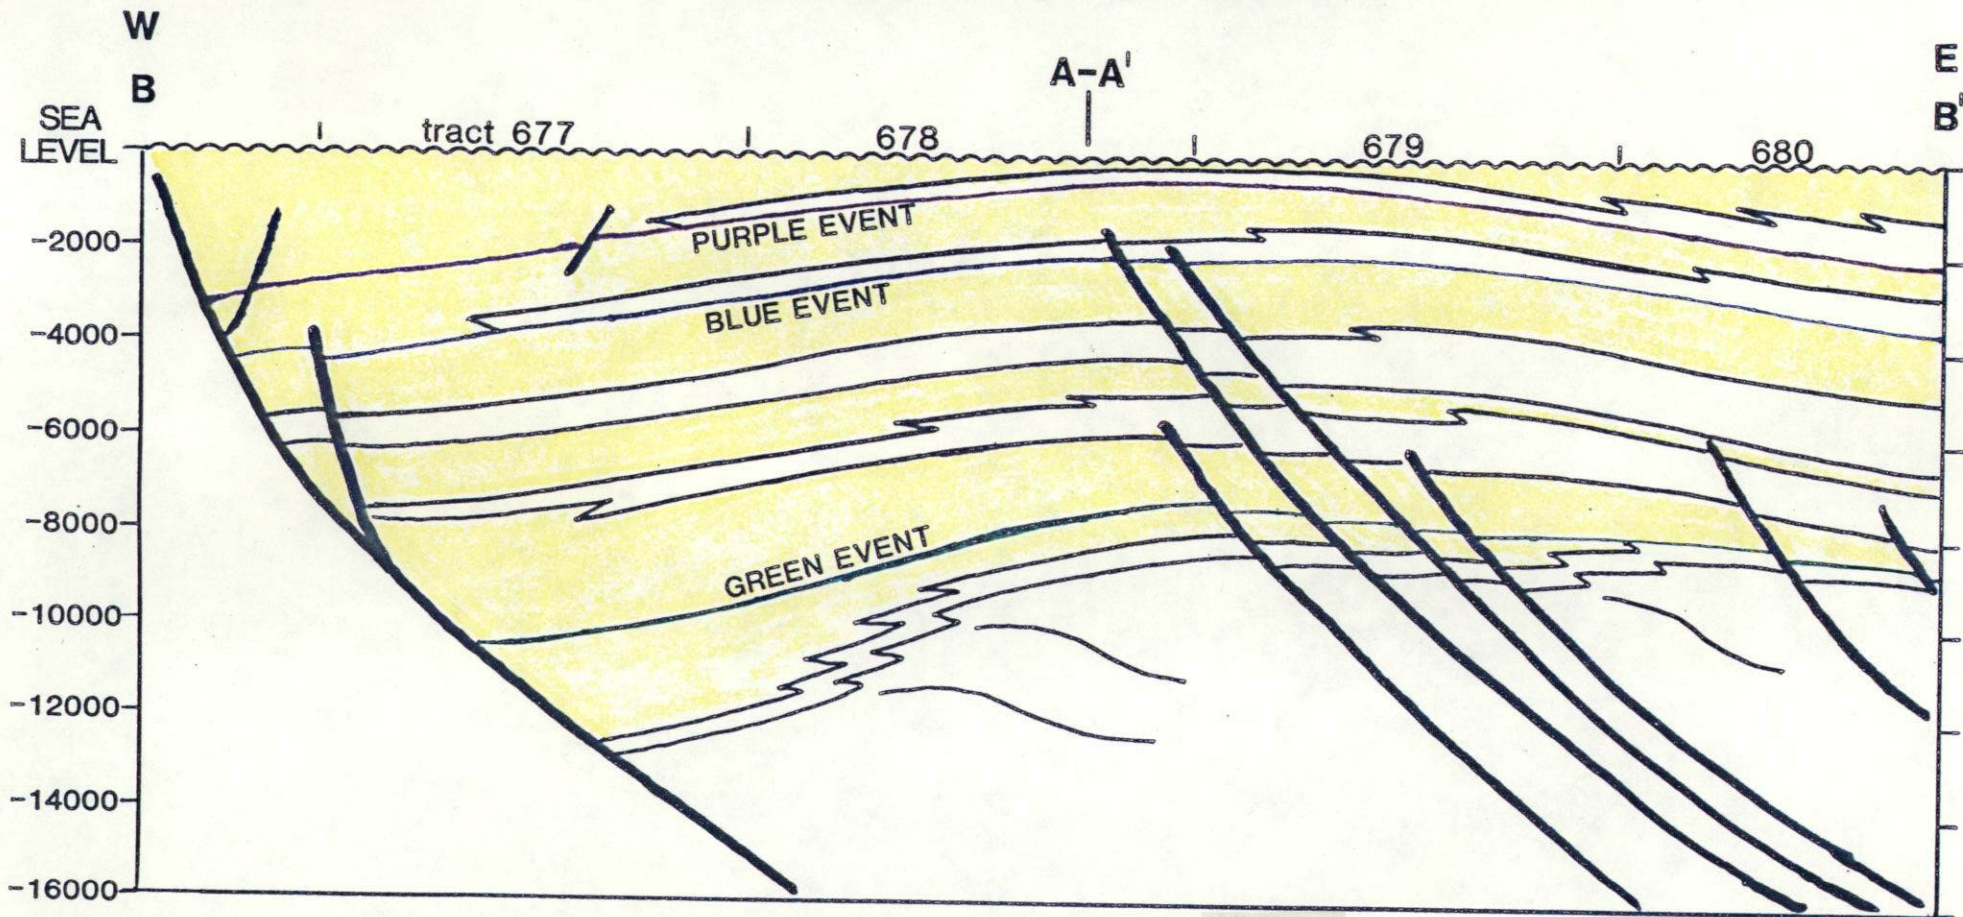 W
E
B
A-A'
B'
SEA
LEVEL
tract 677
678
679
680
PURPLE EVENT
-2000
BLUE EVENT
-4000
-6000
-8000
GREEN EVENT
-10000
-12000
-14000
-16000